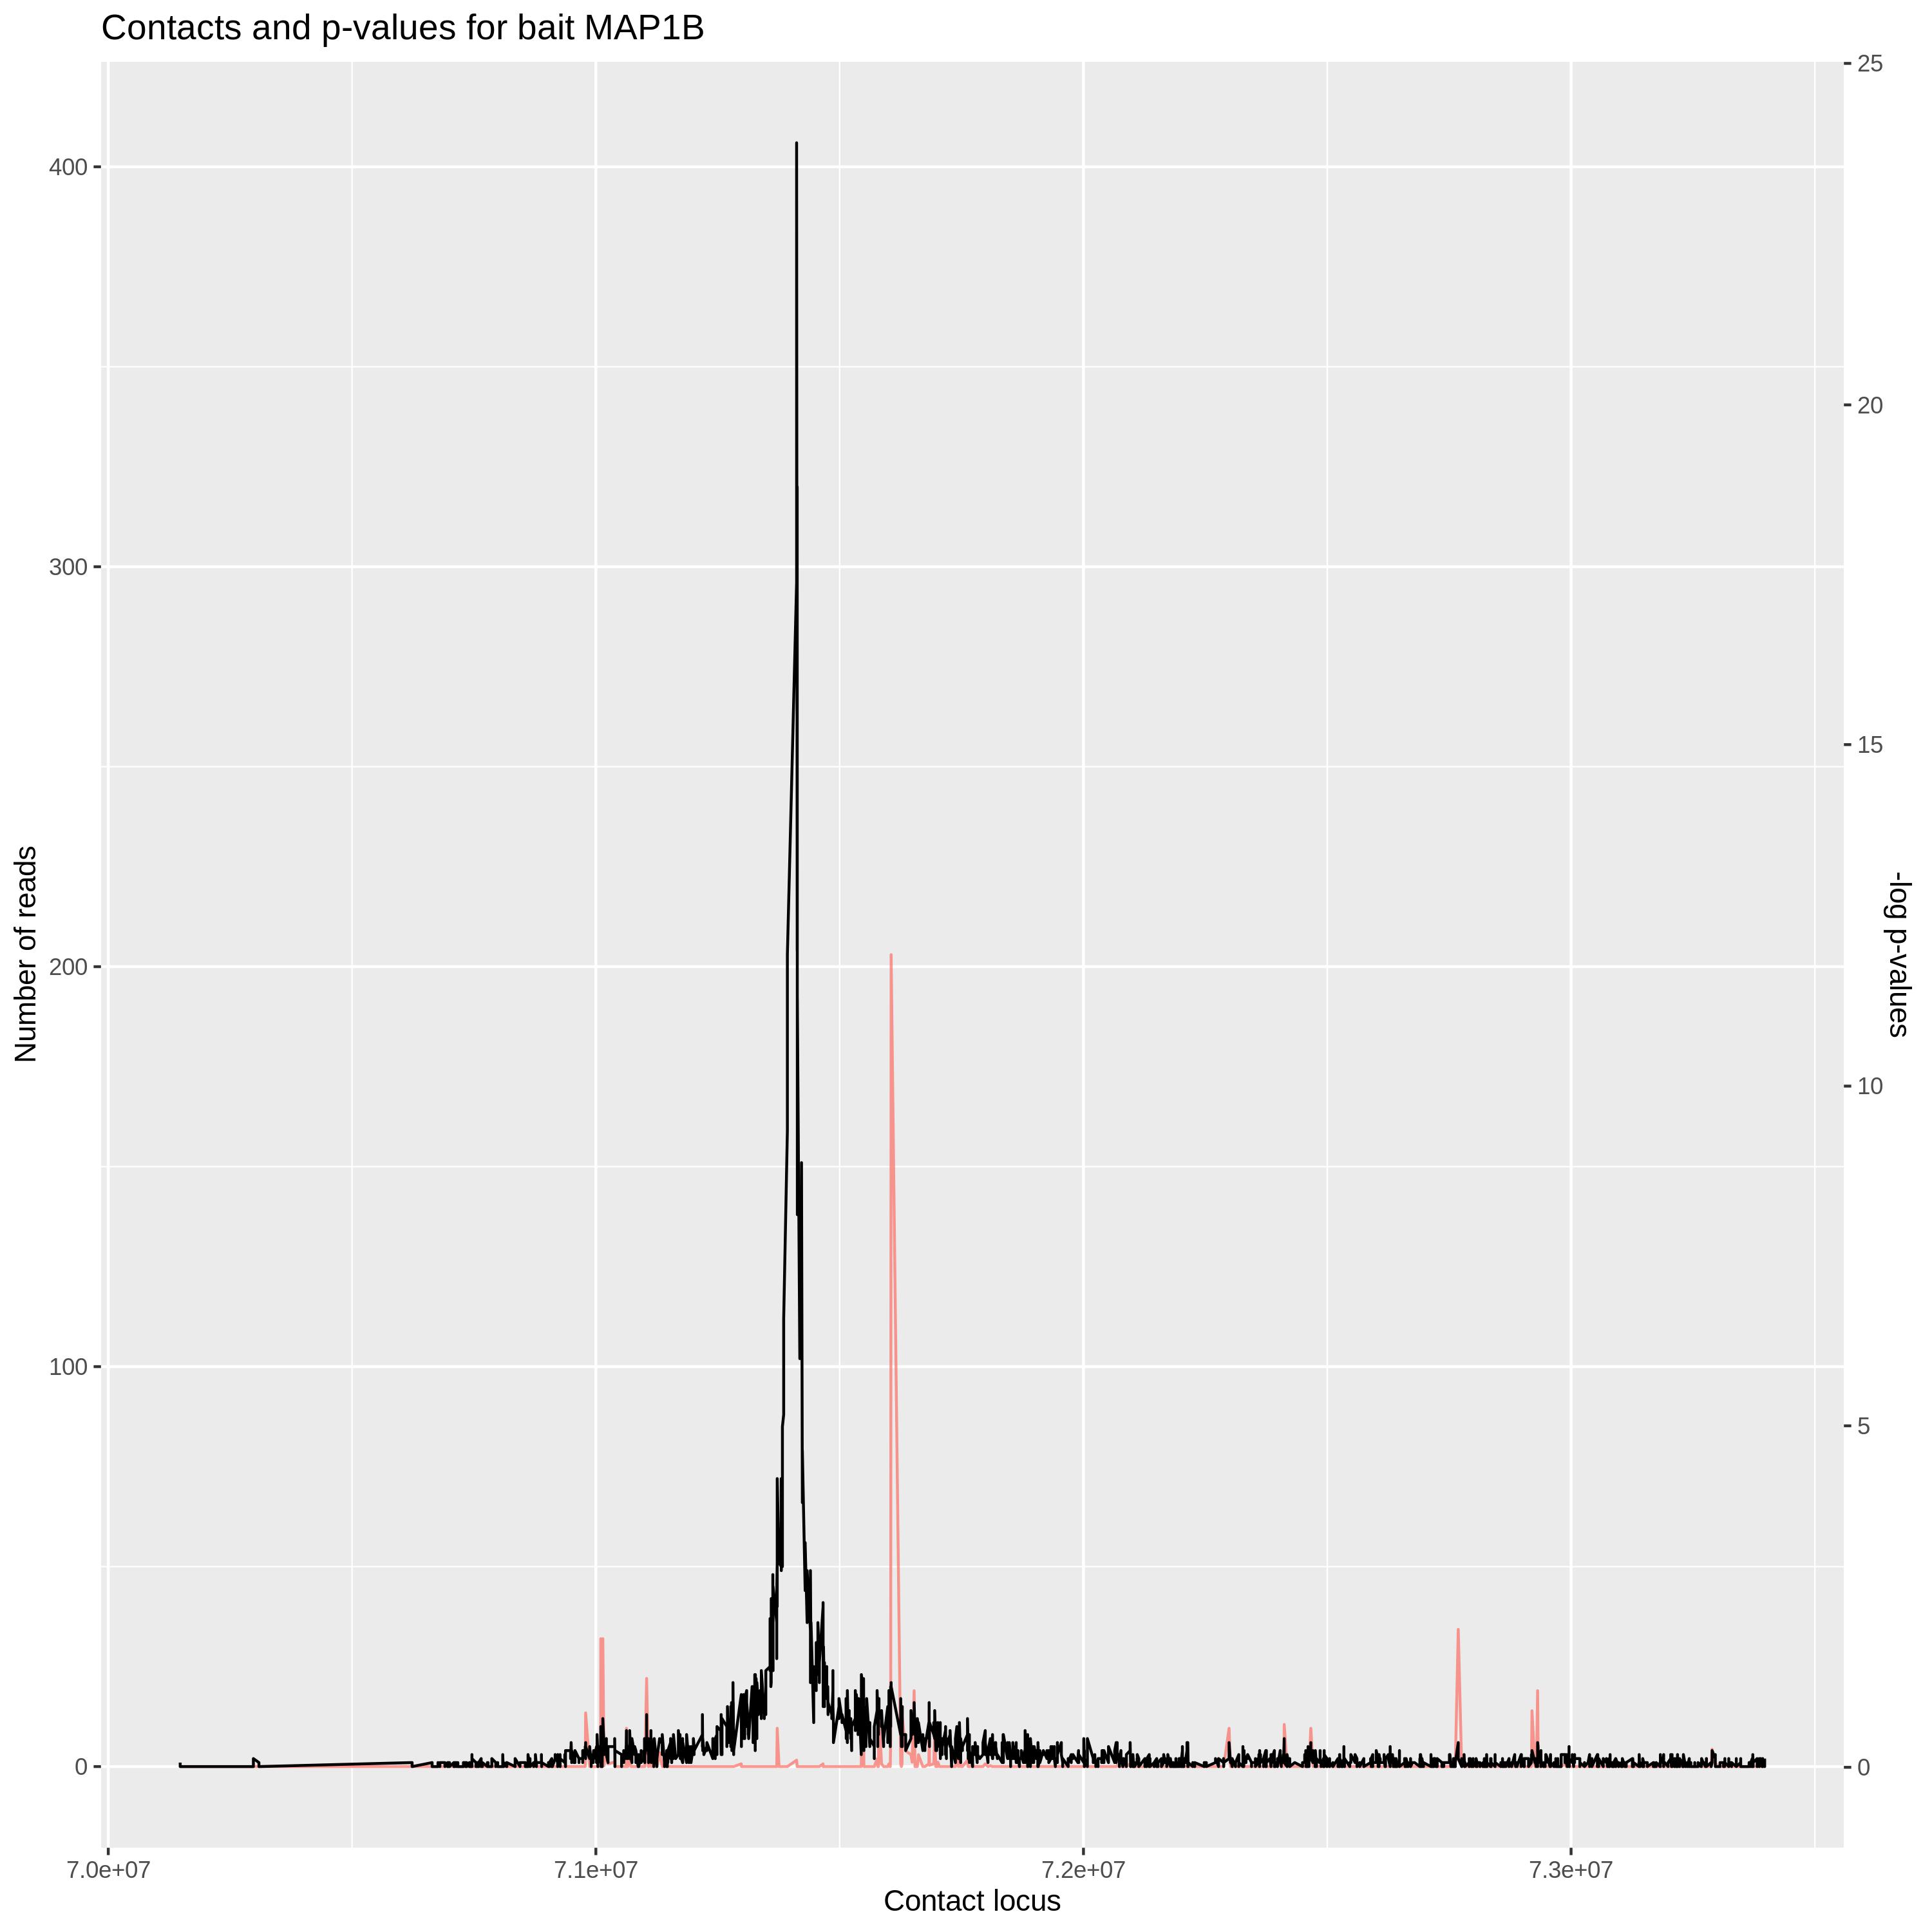 Contacts and p-values for bait MAP1B
Number of reads
400
300
200
100
0
25
20
15
10
5
0
-log p-values
7.0e+07
7.1e+07
7.2e+07
7.3e+07
Contact locus